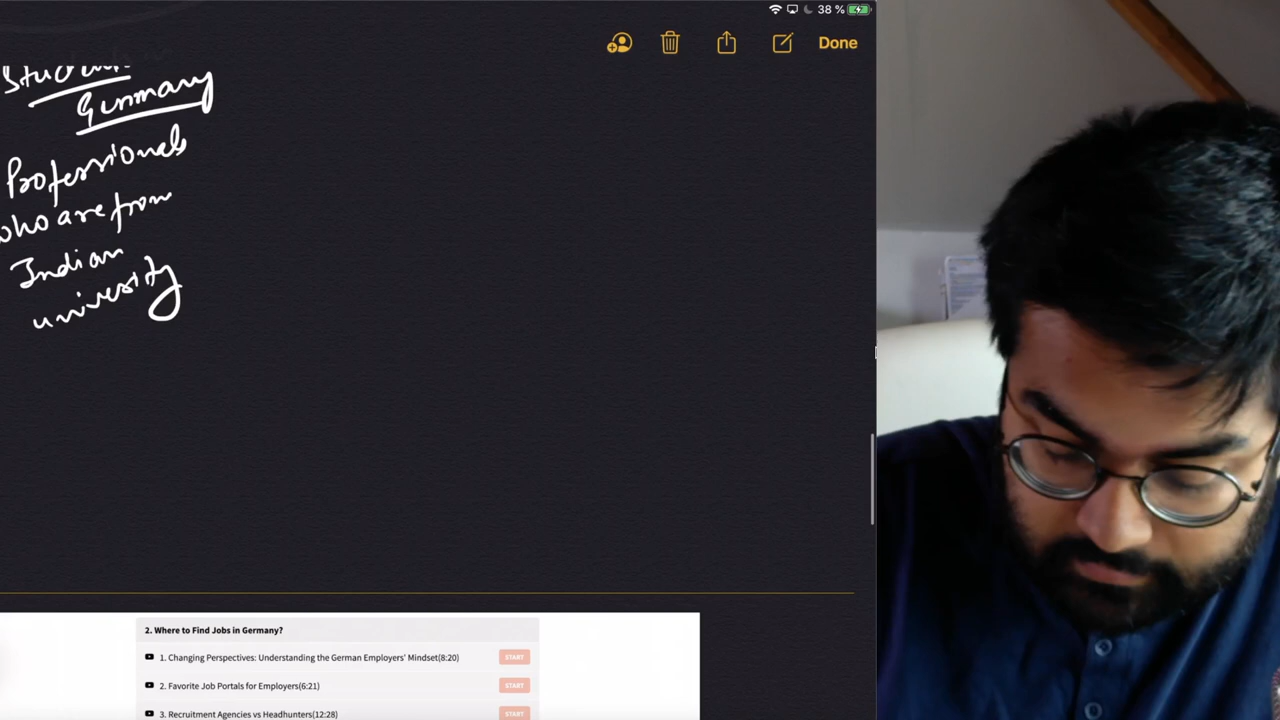 38 %
Done
Germany
Professionals
who are from
Indian
university
2. Where to Find Jobs in Germany?
1. Changing Perspectives: Understanding the German Employers' Mindset(8:20) START
2. Favorite Job Portals for Employers(6:21) START
3. Recruitment Agencies vs Headhunters(12:28) START